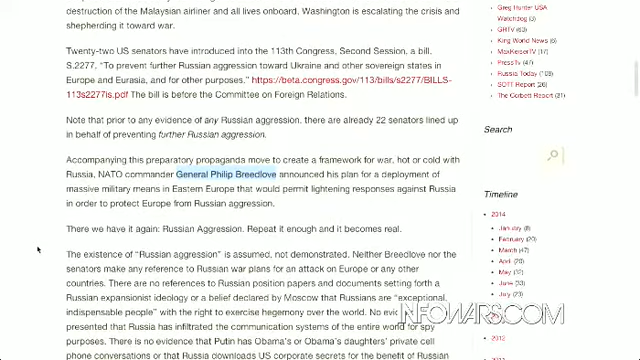 destruction of the Malaysian airliner and all lives onboard, Washington is escalating the crisis and
shepherding it toward war.
Twenty-two US senators have introduced into the 113th Congress, Second Session, a bill,
S.2277, "To prevent further Russian aggression toward Ukraine and other sovereign states in
Europe and Eurasia, and for other purposes." https://beta.congress.gov/113/bills/s2277/BILLS-
113s2277is.pdf The bill is before the Committee on Foreign Relations.
Note that prior to any evidence of any Russian aggression, there are already 22 senators lined up
in behalf of preventing further Russian aggression.
Accompanying this preparatory propaganda move to create a framework for war, hot or cold with
Russia, NATO commander General Philip Breedlove announced his plan for a deployment of
massive military means in Eastern Europe that would permit lightening responses against Russia
in order to protect Europe from Russian aggression.
There we have it again: Russian Aggression. Repeat it enough and it becomes real.
The existence of "Russian aggression" is assumed, not demonstrated. Neither Breedlove nor the
senators make any reference to Russian war plans for an attack on Europe or any other
countries. There are no references to Russian position papers and documents setting forth a
Russian expansionist ideology or a belief declared by Moscow that Russians are "exceptional,
indispensable people" with the right to exercise hegemony over the world. No
presented that Russia has infiltrated the communication systems of the entire world for spy
purposes. There is no evidence that Putin has Obama's or Obama's daughters' private cell
phone conversations or that Russia downloads US corporate secrets for the benefit of Russian
Greg Hunter USA
Watchdog (3)
GRTV (63)
King World News (6)
MaxKeiserTV (17)
PressTv (47)
Russia Today
SOTT Report (26)
The Corbett Report
Search
Timeline
2014
January (8)
February (20)
March (47)
April
May (32)
June (23)
July (23)
2012
2011
INFOWARS.COM